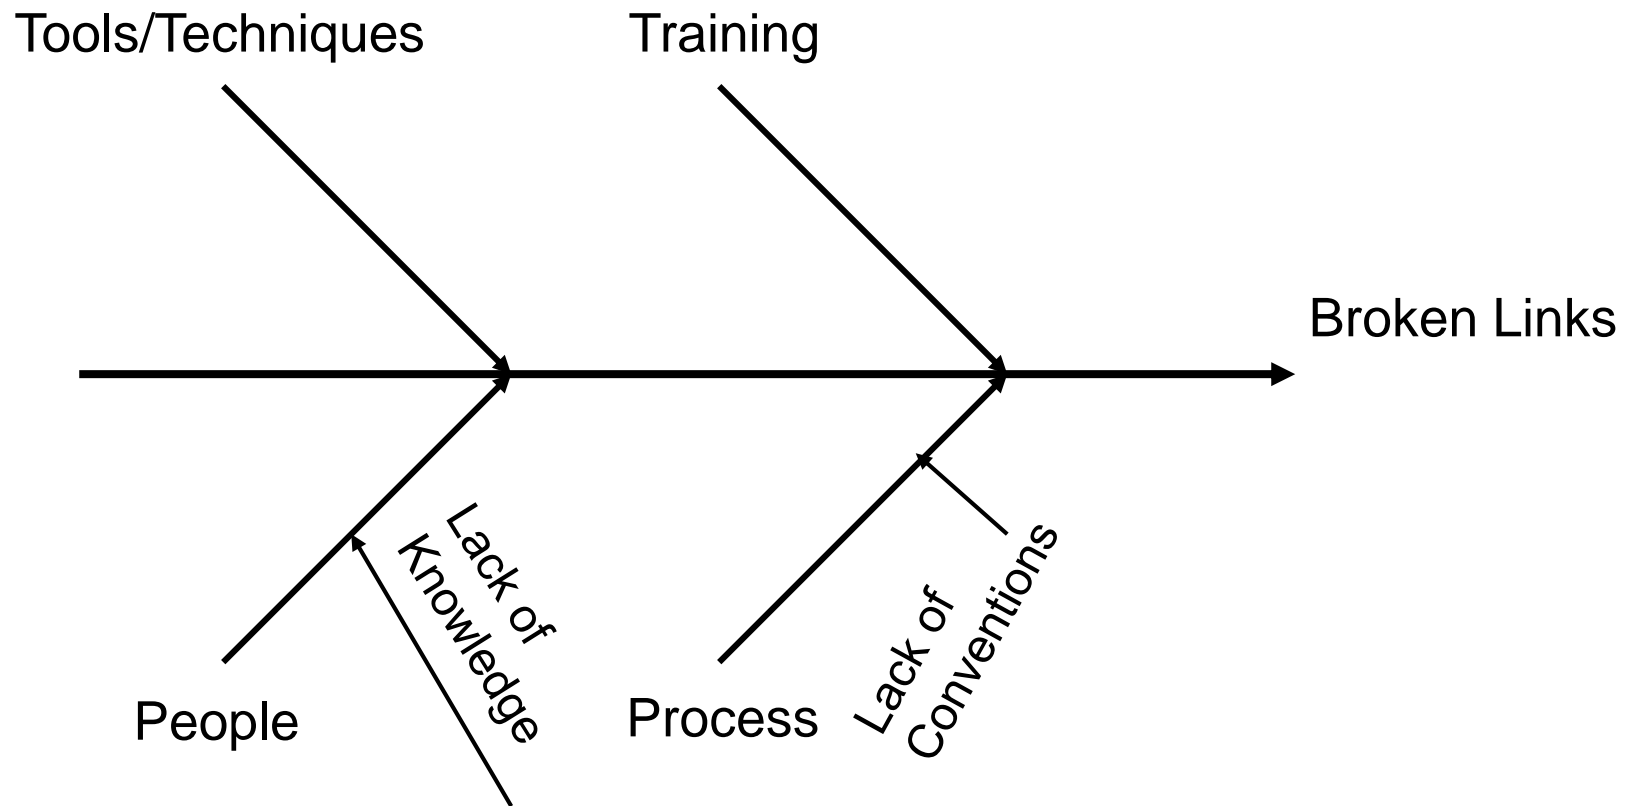 Tools/Techniques
Training
Broken Links
Lack of
Knowledge
Lack of
Conventions
People
Process